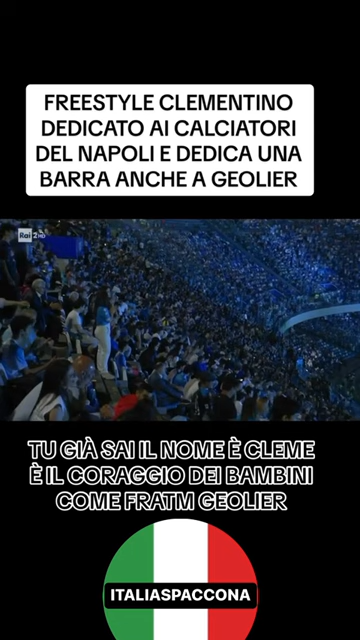 FREESTYLE CLEMENTINO
DEDICATO AI CALCIATORI
DEL NAPOLI E DEDICA UNA
BARRA ANCHE A GEOLIER
Rai 2 HD
TU GIÀ SAI IL NOME È CLEME
È IL CORAGGIO DEI BAMBINI
COME FRATM GEOLIER
ITALIASPACCONA